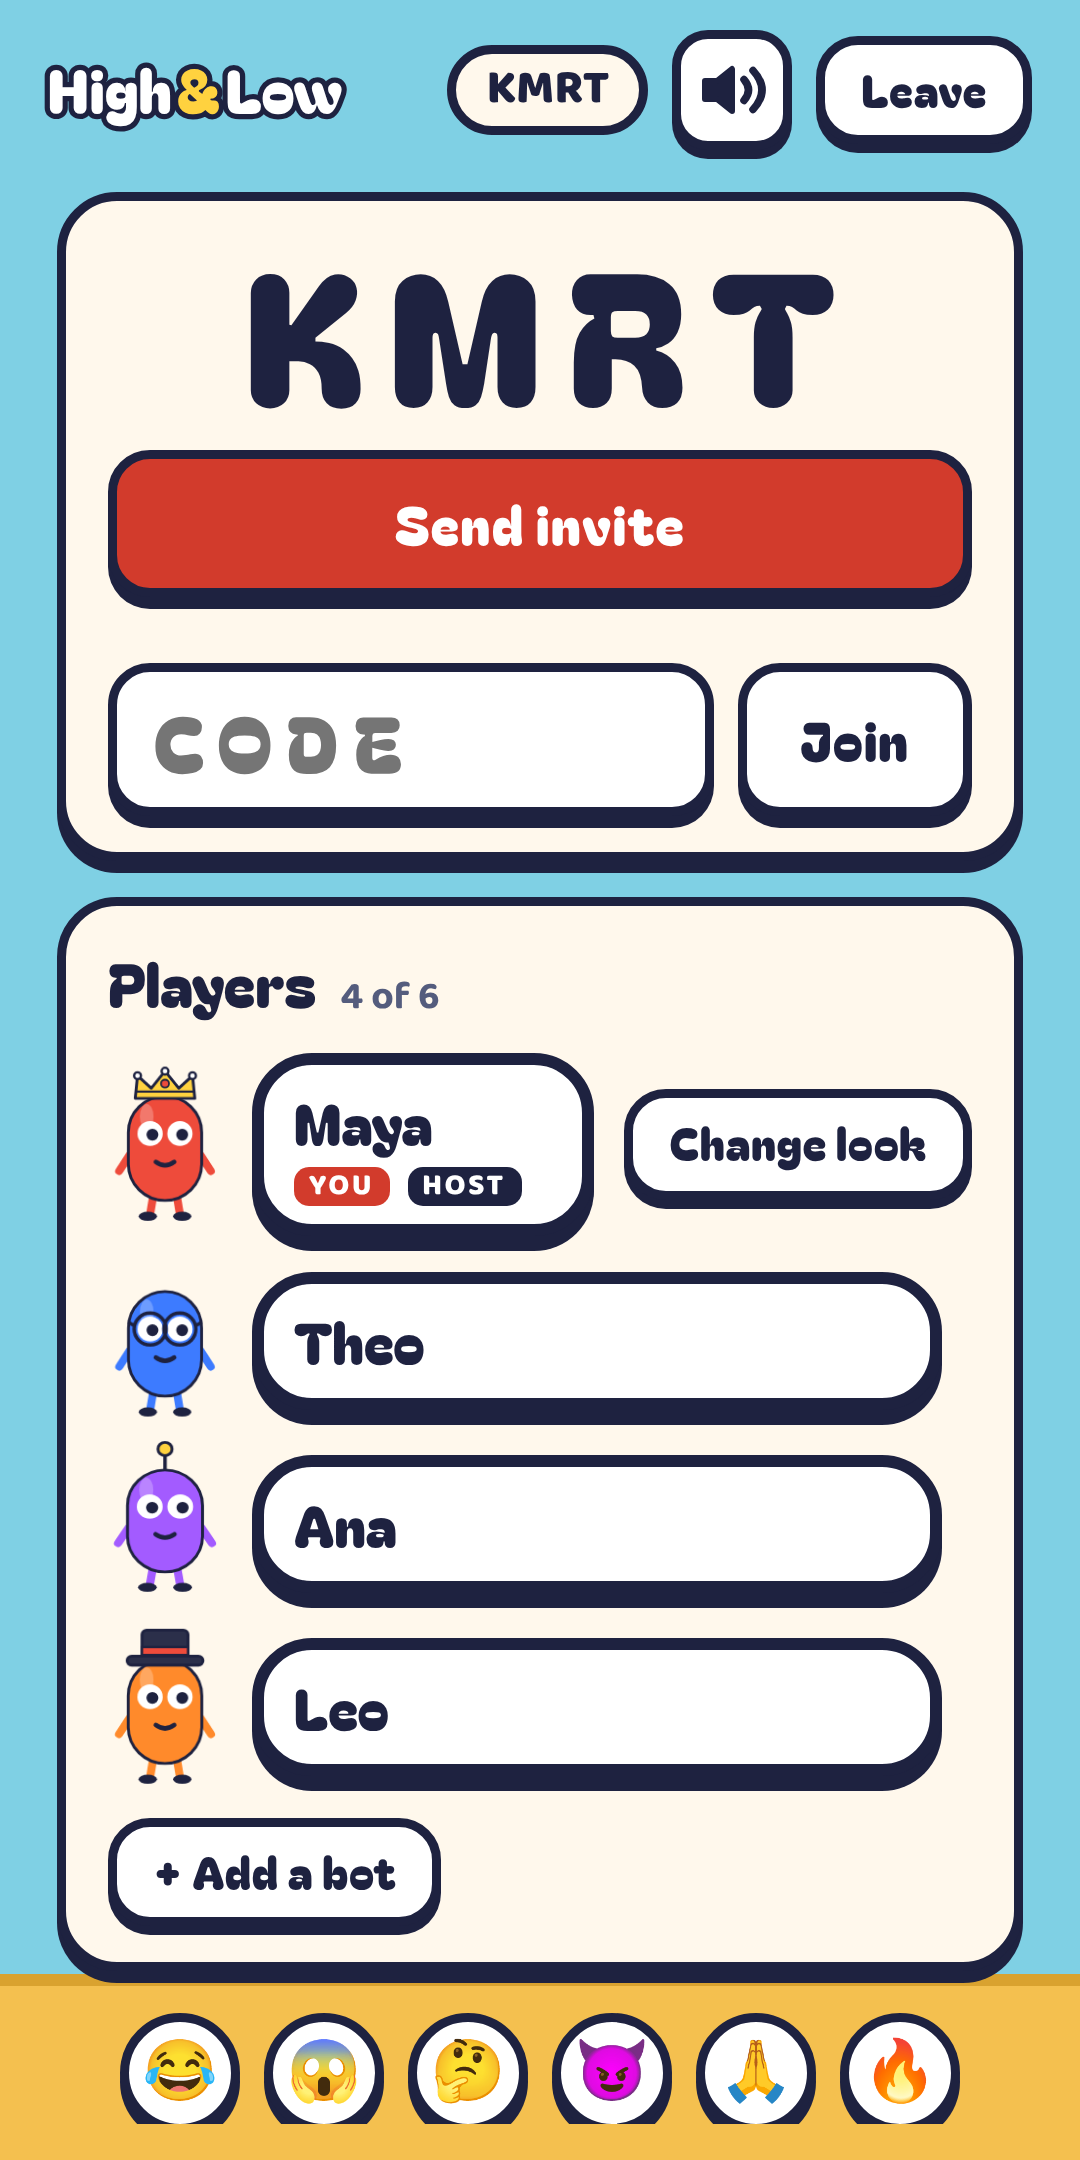 High&Low
KMRT
Leave
KMRT
Send invite
CODE
Join
Players 4 of 6
Maya
YOU HOST
Change look
Theo
Ana
Leo
+ Add a bot